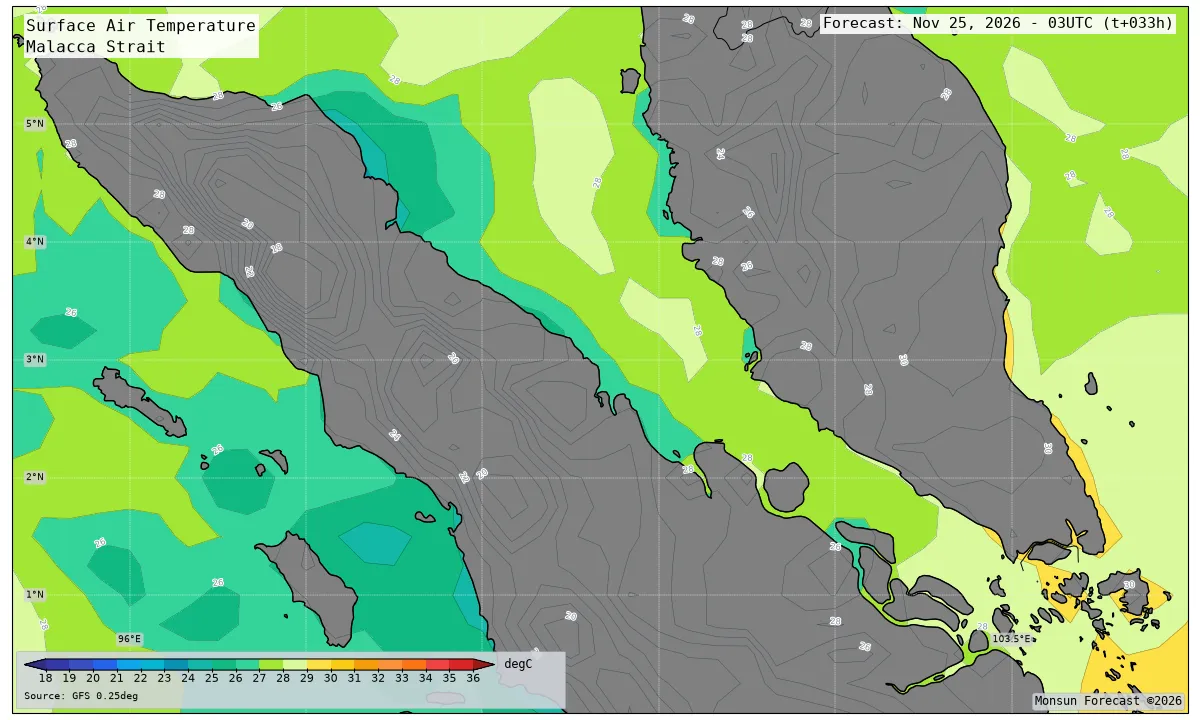 Surface Air Temperature
Malacca Strait
Forecast: Nov 25, 2026 - 03UTC (t+033h)
5°N
4°N
3°N
2°N
1°N
96°E
103.5°E
degC
18 19 20 21 22 23 24 25 26 27 28 29 30 31 32 33 34 35 36
Source: GFS 0.25deg
Monsun Forecast ©2026